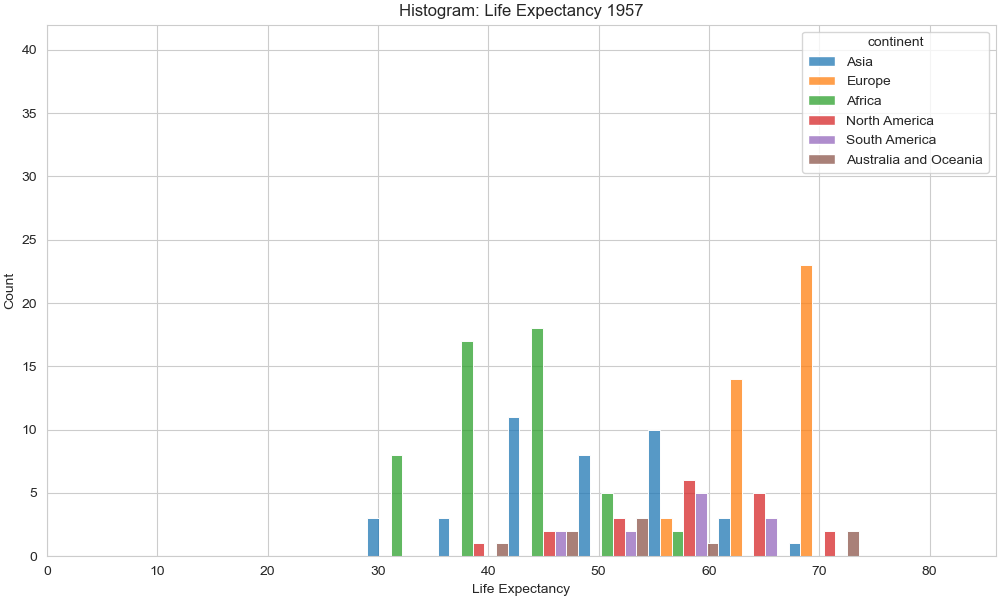 Histogram: Life Expectancy 1957
continent
Asia
Europe
Africa
North America
South America
Australia and Oceania
Count
40
35
30
25
20
15
10
5
0
0 10 20 30 40 50 60 70 80
Life Expectancy